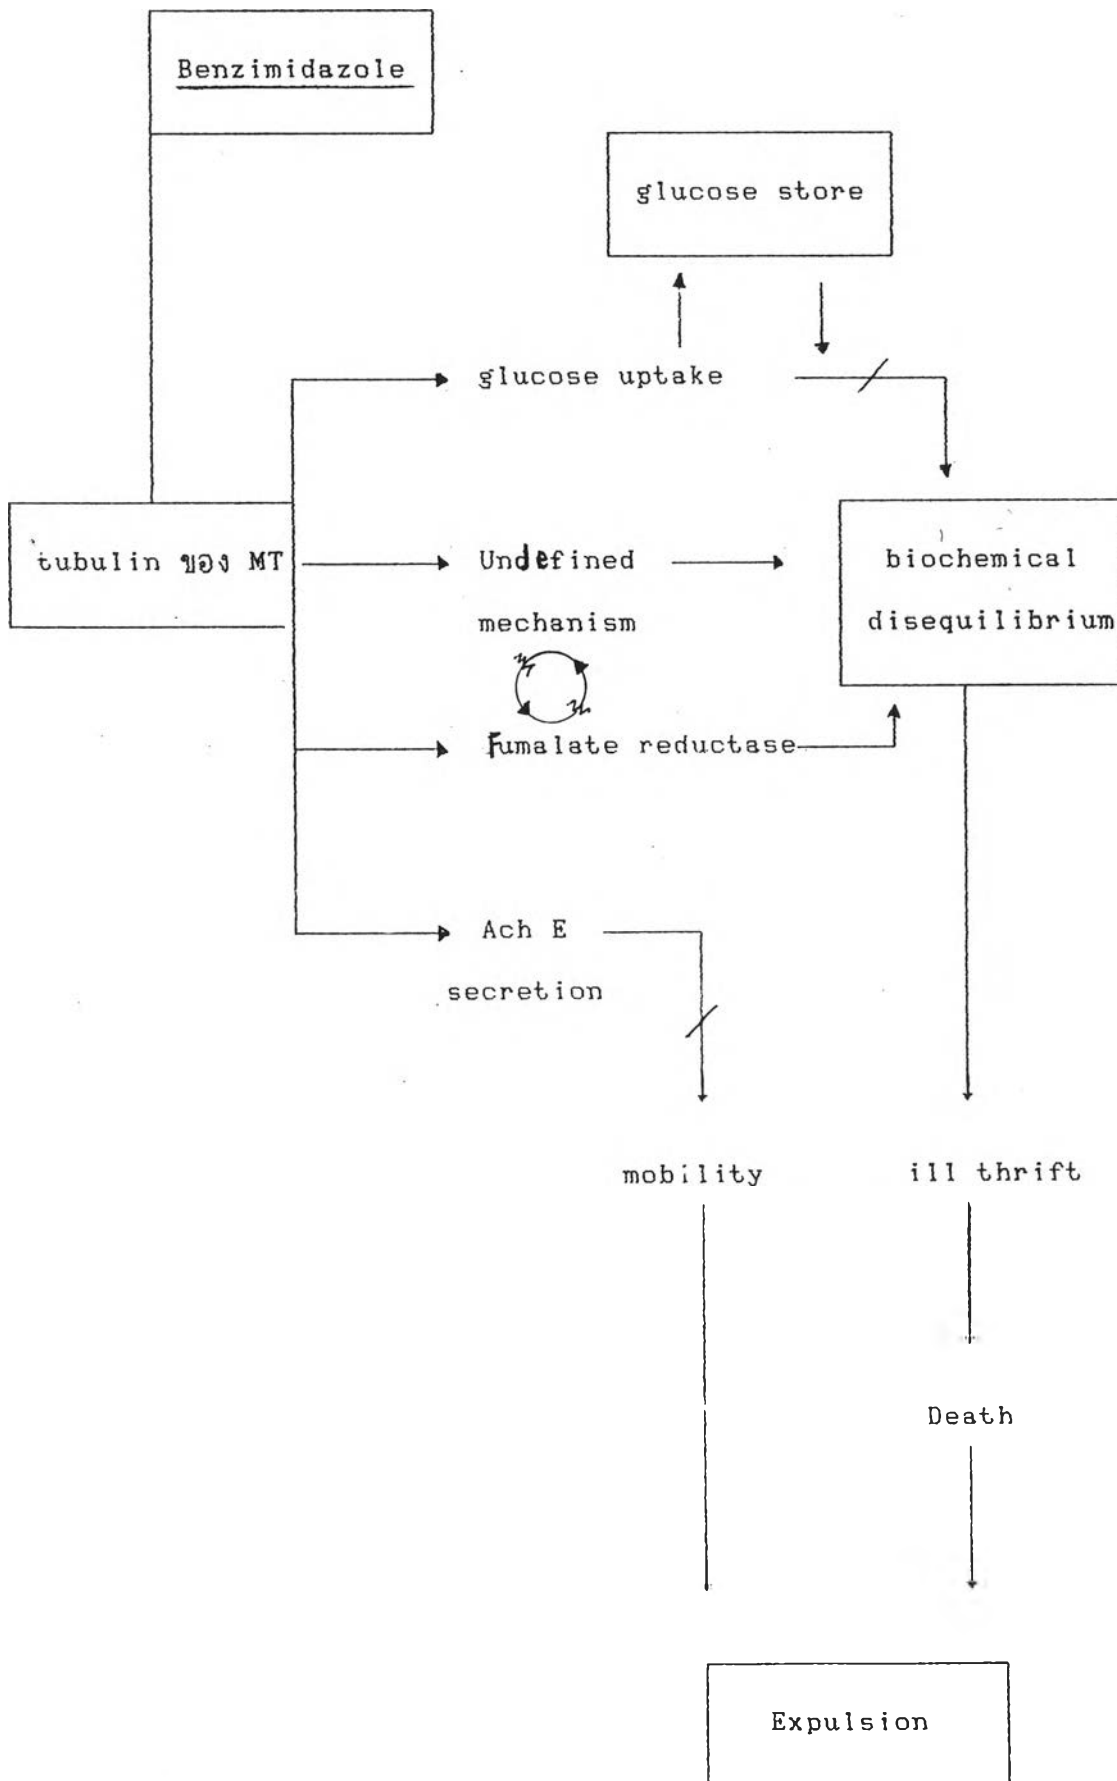 Benzimidazole
glucose store
glucose uptake
tubulin ของ MT
Undefined
mechanism
biochemical
disequilibrium
Fumalate reductase
Ach E
secretion
mobility
ill thrift
Death
Expulsion